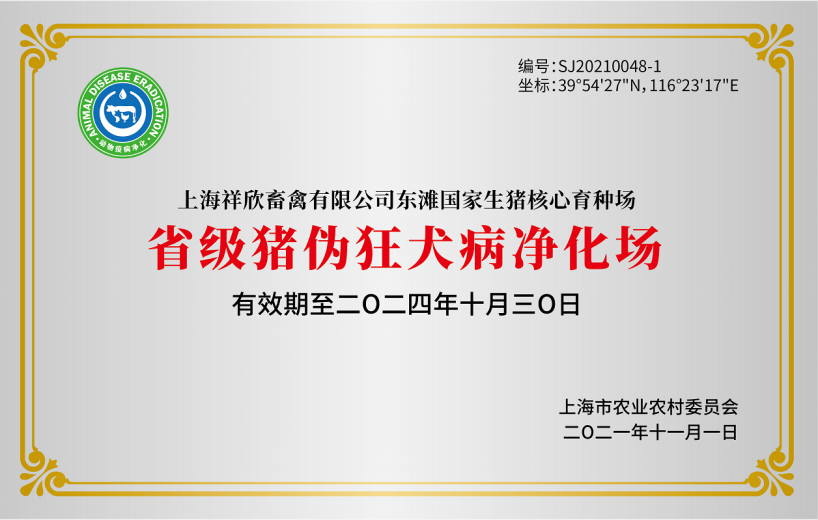 编号：SJ20210048-1
坐标：39°54'27"N，116°23'17"E
·ANIMAL DISEASE ERADICATION·
动物疫病净化
上海祥欣畜禽有限公司东滩国家生猪核心育种场
省级猪伪狂犬病净化场
有效期至二O二四年十月三O日
上海市农业农村委员会
二O二一年十一月一日